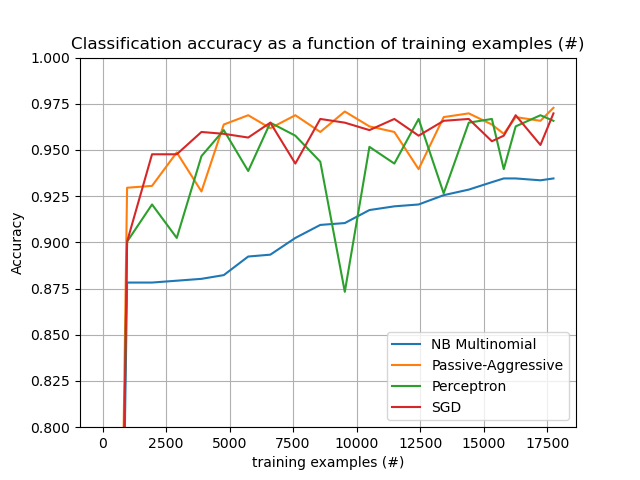 Classification accuracy as a function of training examples (#)
1.000
0.975
0.950
0.925
0.900
0.875
0.850
0.825
0.800
Accuracy
NB Multinomial
Passive-Aggressive
Perceptron
SGD
0 2500 5000 7500 10000 12500 15000 17500
training examples (#)